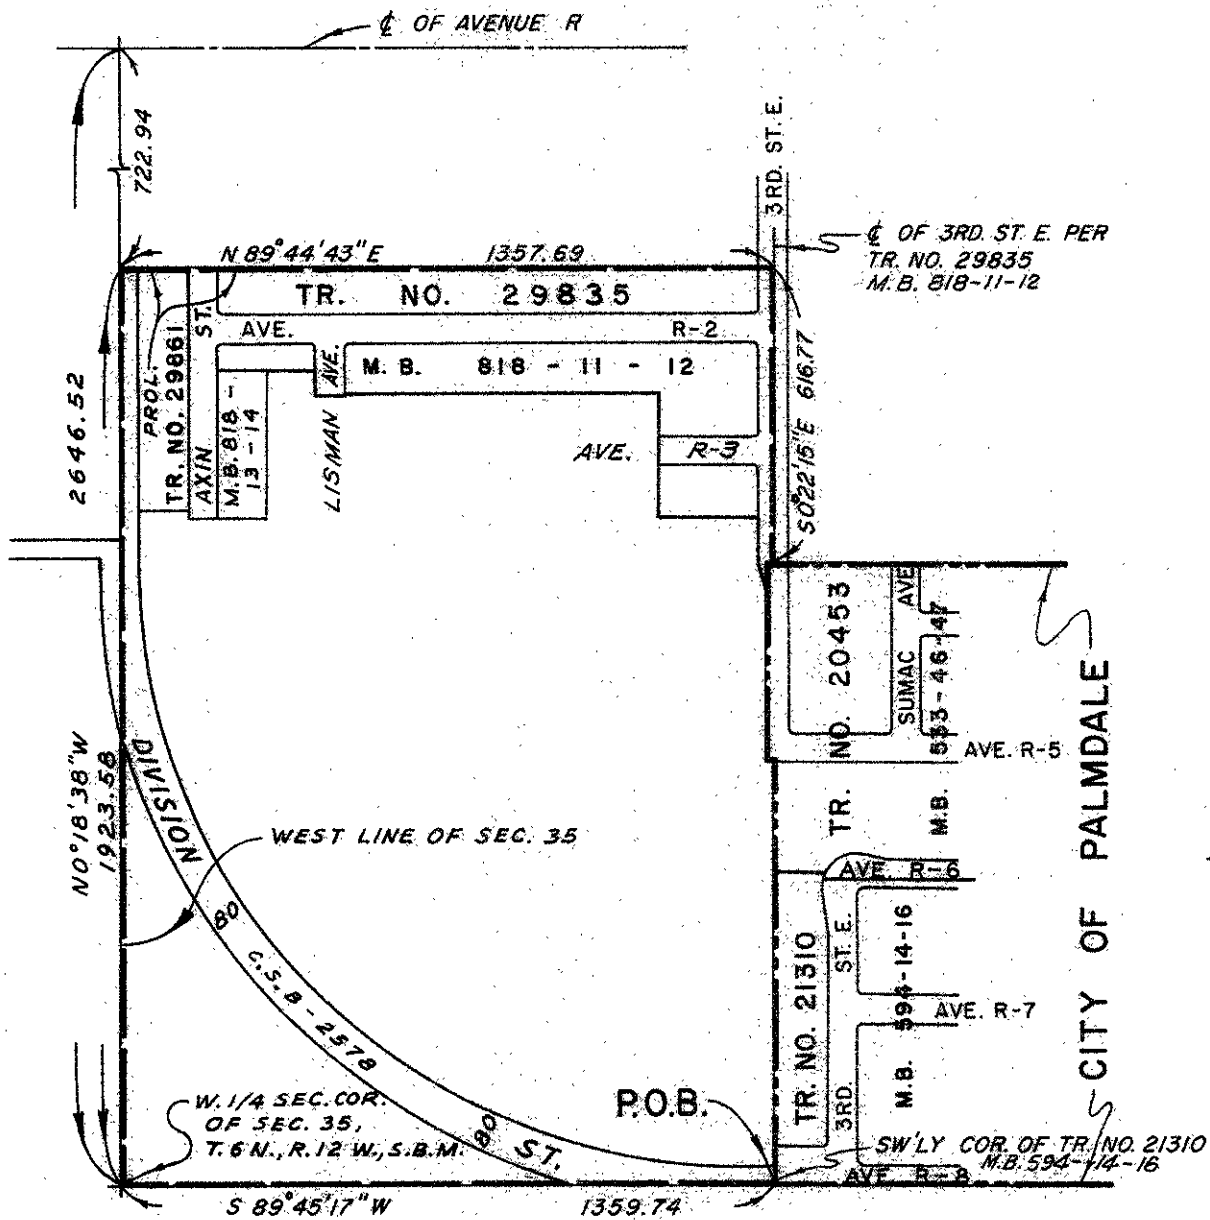 ℄ OF AVENUE R
722.94
3RD. ST. E.
℄ OF 3RD. ST. E. PER
TR. NO. 29835
M.B. 818-11-12
N 89°44'43"E 1357.69
TR. NO. 29835
ST.
AVE. R-2
M. B. 818 - 11 - 12
AVE.
PROL.
TR. NO. 29861
AXIN
M.B. 818 -
13 - 14
LISMAN
AVE. R-3
2646.52
S0°22'15"E 616.77
TR. NO. 20453
SUMAC AVE
M.B. 533-46-47
AVE. R-5
N0°18'38"W
1923.58
DIVISION
WEST LINE OF SEC. 35
80
C.S.B-2578
AVE. R-6
CITY OF PALMDALE
TR. NO. 21310
3RD ST. E.
M.B. 594-14-16
AVE. R-7
W. 1/4 SEC. COR.
OF SEC. 35,
T. 6 N., R. 12 W., S.B.M.
80 ST.
P.O.B.
SW'LY COR. OF TR. NO. 21310
M.B. 594-14-16
AVE. R-8
S 89°45'17"W 1359.74